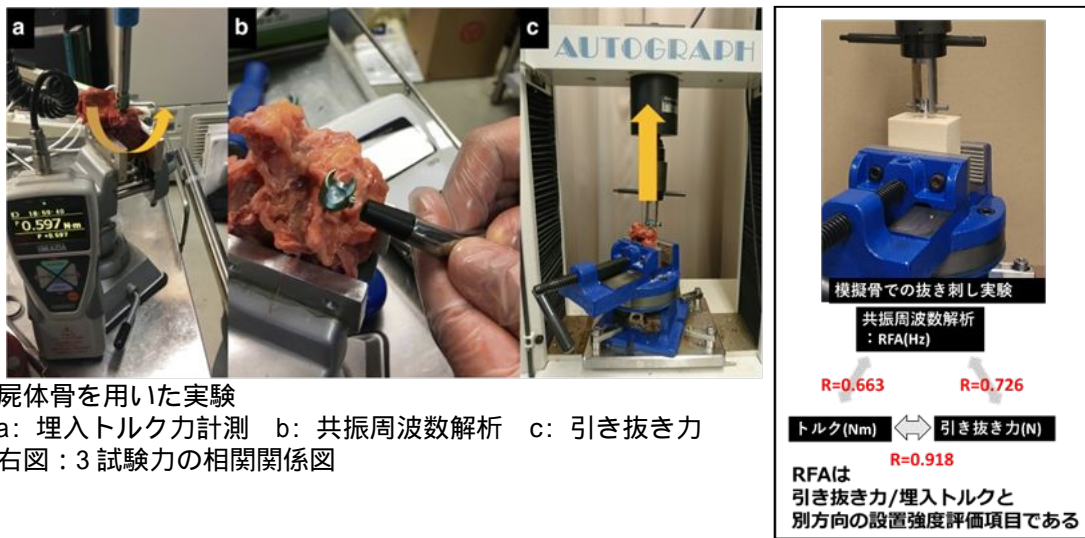 a
b
c
AUTOGRAPH
0.597 N·m
屍体骨を用いた実験
a: 埋入トルク力計測 b: 共振周波数解析 c: 引き抜き力
右図：3 試験力の相関関係図
模擬骨での抜き刺し実験
共振周波数解析
：RFA(Hz)
R=0.663
R=0.726
トルク(Nm)
引き抜き力(N)
R=0.918
RFAは
引き抜き力/埋入トルクと
別方向の設置強度評価項目である